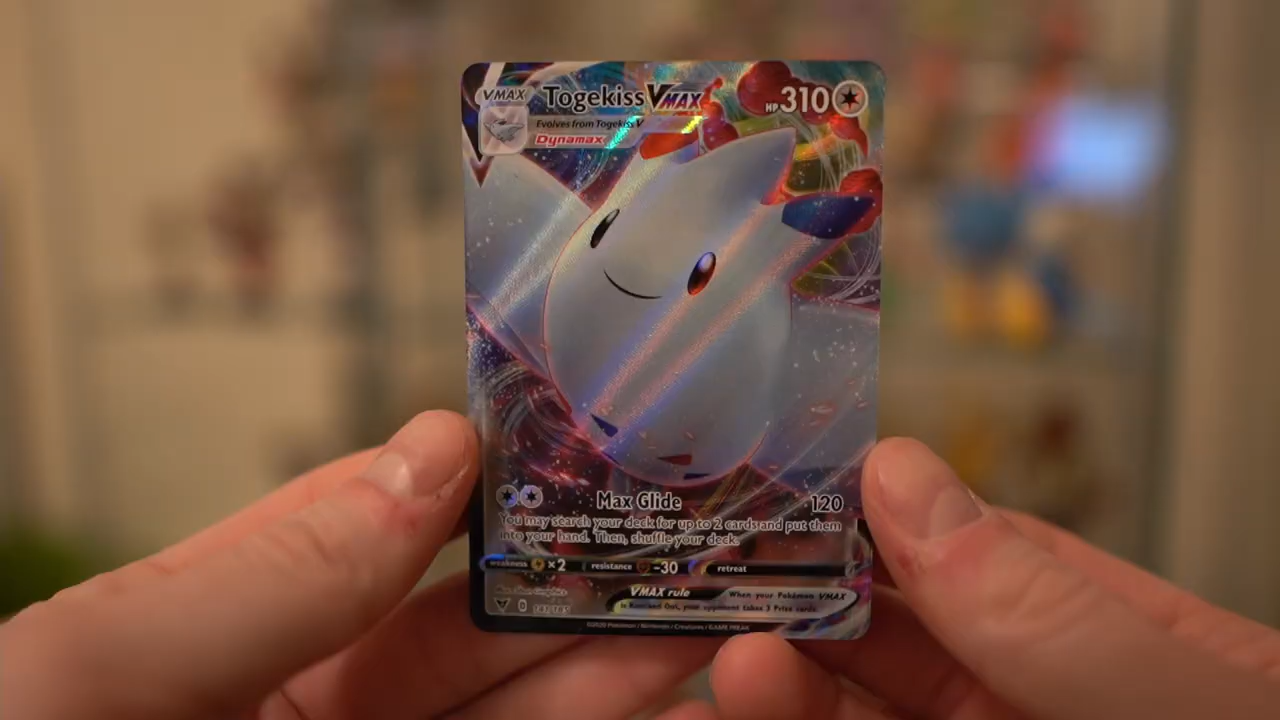 VMAX Togekiss VMAX HP 310
Evolves from Togekiss V
Dynamax
Max Glide 120
You may search your deck for up to 2 cards and put them
into your hand. Then, shuffle your deck.
weakness ×2 resistance -30 retreat
VMAX rule When your Pokémon VMAX
is Knocked Out, your opponent takes 3 Prize cards.
D 141/185
©2020 Pokémon / Nintendo / Creatures / GAME FREAK